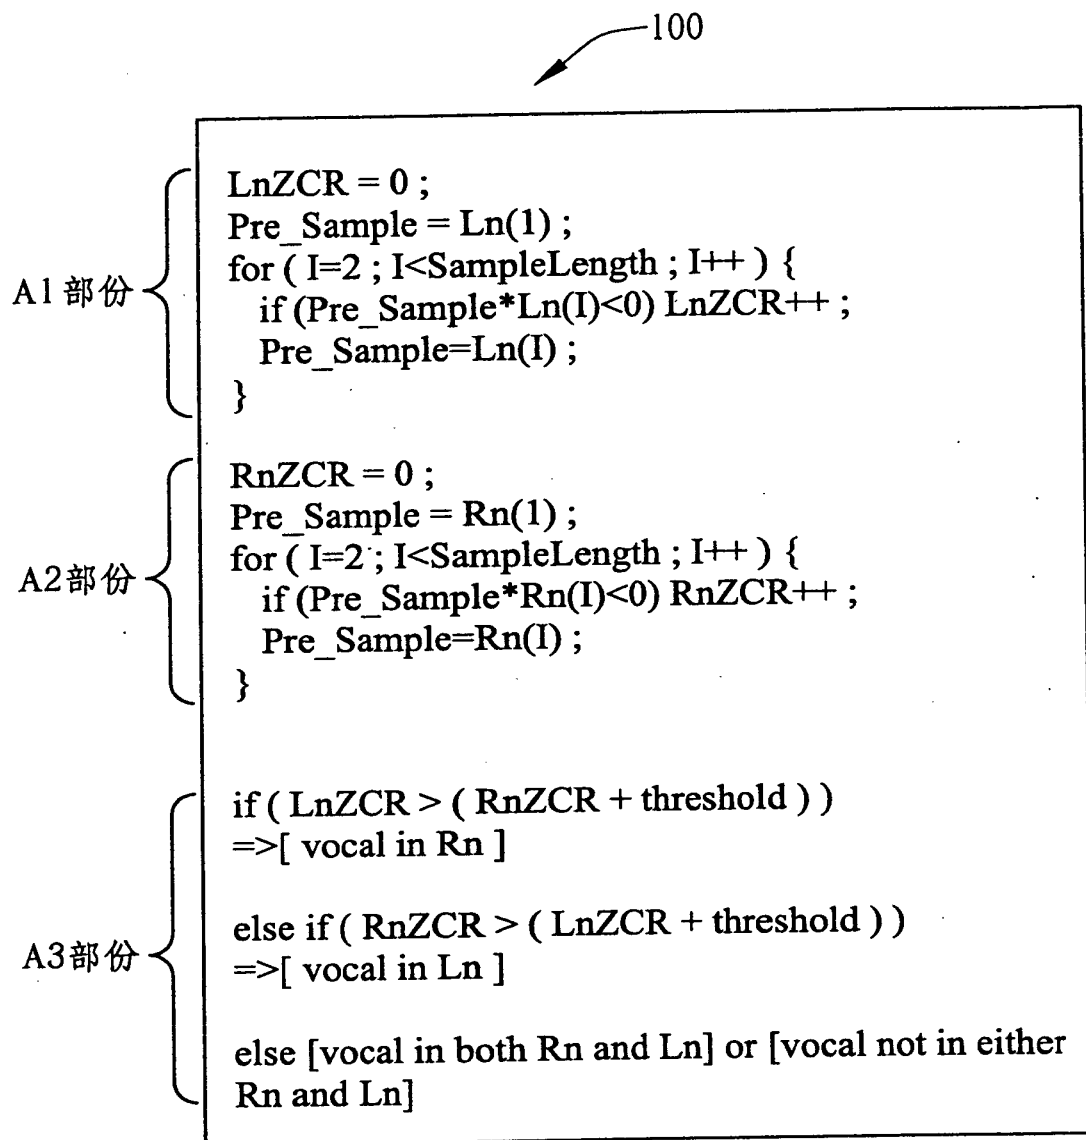 100
A1部份
LnZCR = 0 ;
Pre_Sample = Ln(1) ;
for ( I=2 ; I<SampleLength ; I++ ) {
if (Pre_Sample*Ln(I)<0) LnZCR++ ;
Pre_Sample=Ln(I) ;
}
A2部份
RnZCR = 0 ;
Pre_Sample = Rn(1) ;
for ( I=2 ; I<SampleLength ; I++ ) {
if (Pre_Sample*Rn(I)<0) RnZCR++ ;
Pre_Sample=Rn(I) ;
}
A3部份
if ( LnZCR > ( RnZCR + threshold ) )
=>[ vocal in Rn ]
else if ( RnZCR > ( LnZCR + threshold ) )
=>[ vocal in Ln ]
else [vocal in both Rn and Ln] or [vocal not in either
Rn and Ln]